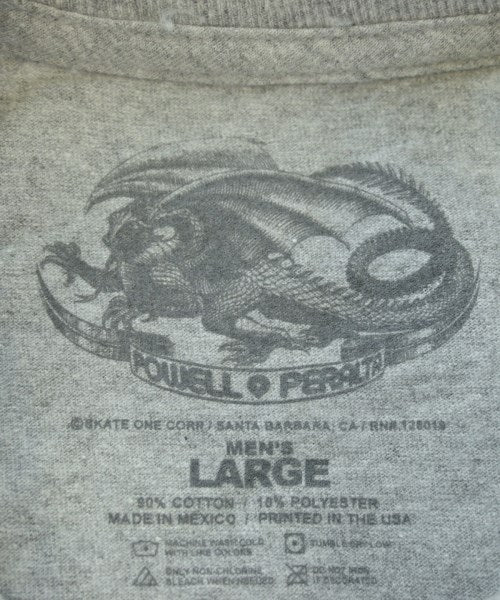 POWELL PERALTA
©SKATE ONE CORP / SANTA BARBARA, CA / RN# 128019
MEN'S
LARGE
90% COTTON / 10% POLYESTER
MADE IN MEXICO / PRINTED IN THE USA
MACHINE WASH COLD
WITH LIKE COLORS
TUMBLE DRY LOW
ONLY NON-CHLORINE
BLEACH WHEN NEEDED
DO NOT IRON
IF DECORATED